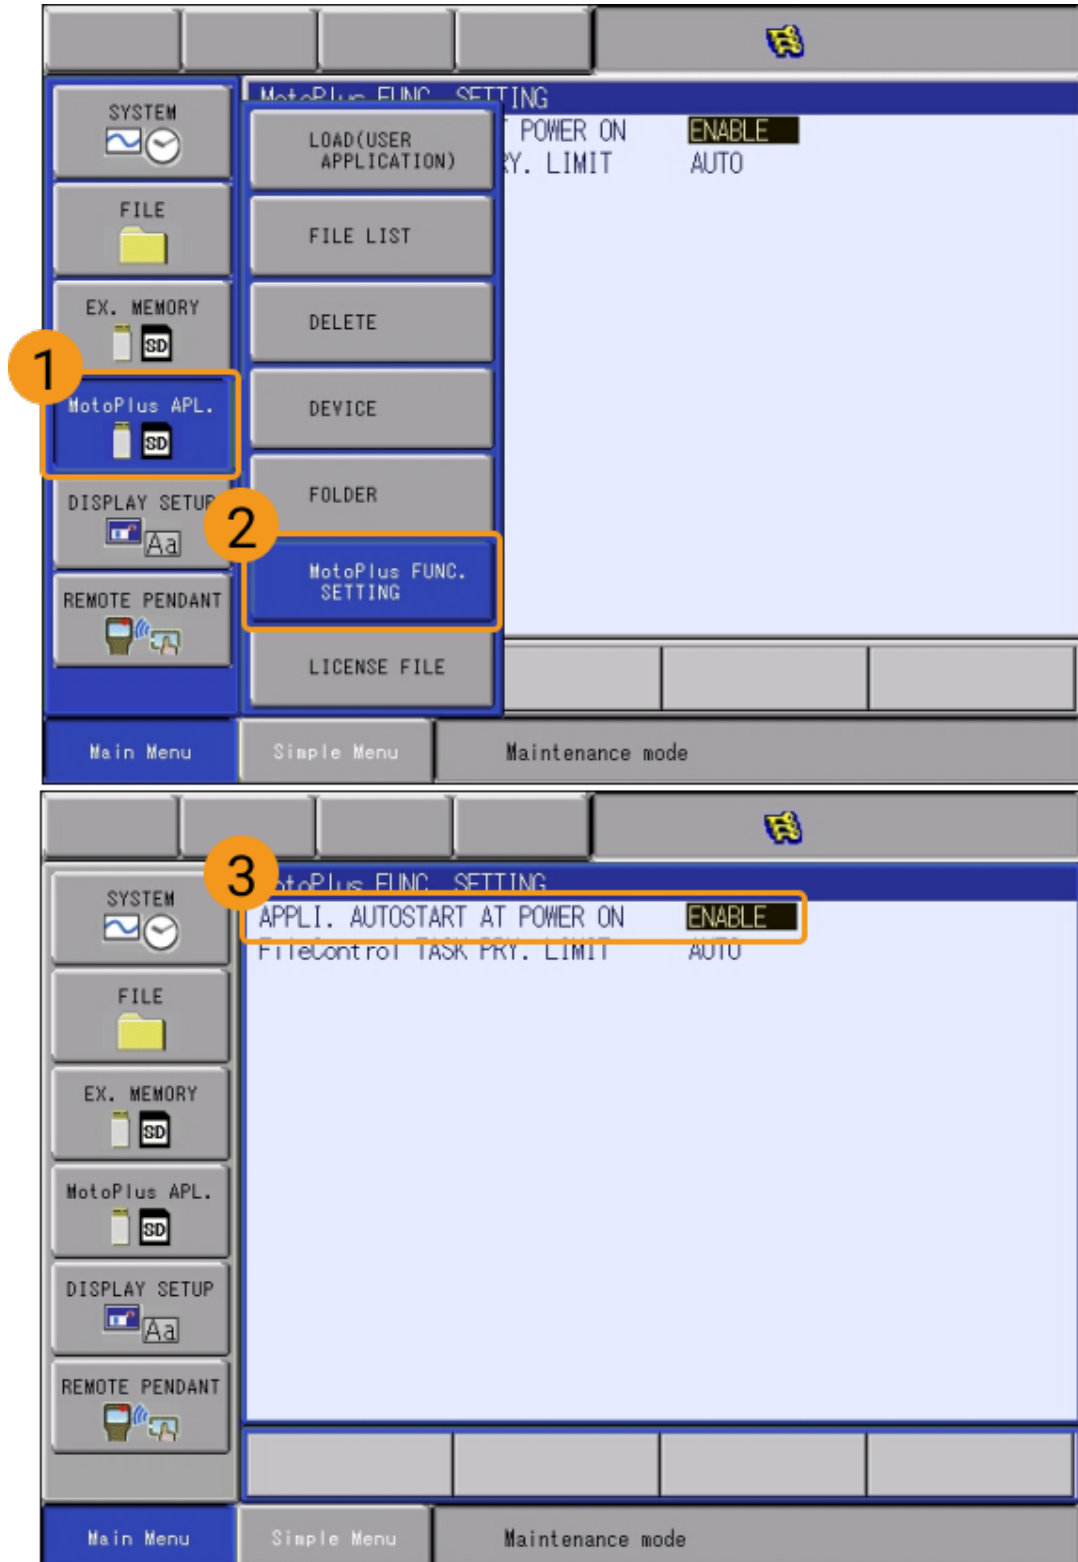 MotoPlus FUNC. SETTING
SYSTEM
POWER ON ENABLE
RY. LIMIT AUTO
LOAD(USER
APPLICATION)
FILE
FILE LIST
EX. MEMORY
SD
DELETE
1
MotoPlus APL.
SD
DEVICE
DISPLAY SETUP
Aa
FOLDER
2
MotoPlus FUNC.
SETTING
REMOTE PENDANT
LICENSE FILE
Main Menu
Simple Menu
Maintenance mode
3
MotoPlus FUNC. SETTING
SYSTEM
APPLI. AUTOSTART AT POWER ON ENABLE
FileControl TASK PRY. LIMIT AUTO
FILE
EX. MEMORY
SD
MotoPlus APL.
SD
DISPLAY SETUP
Aa
REMOTE PENDANT
Main Menu
Simple Menu
Maintenance mode